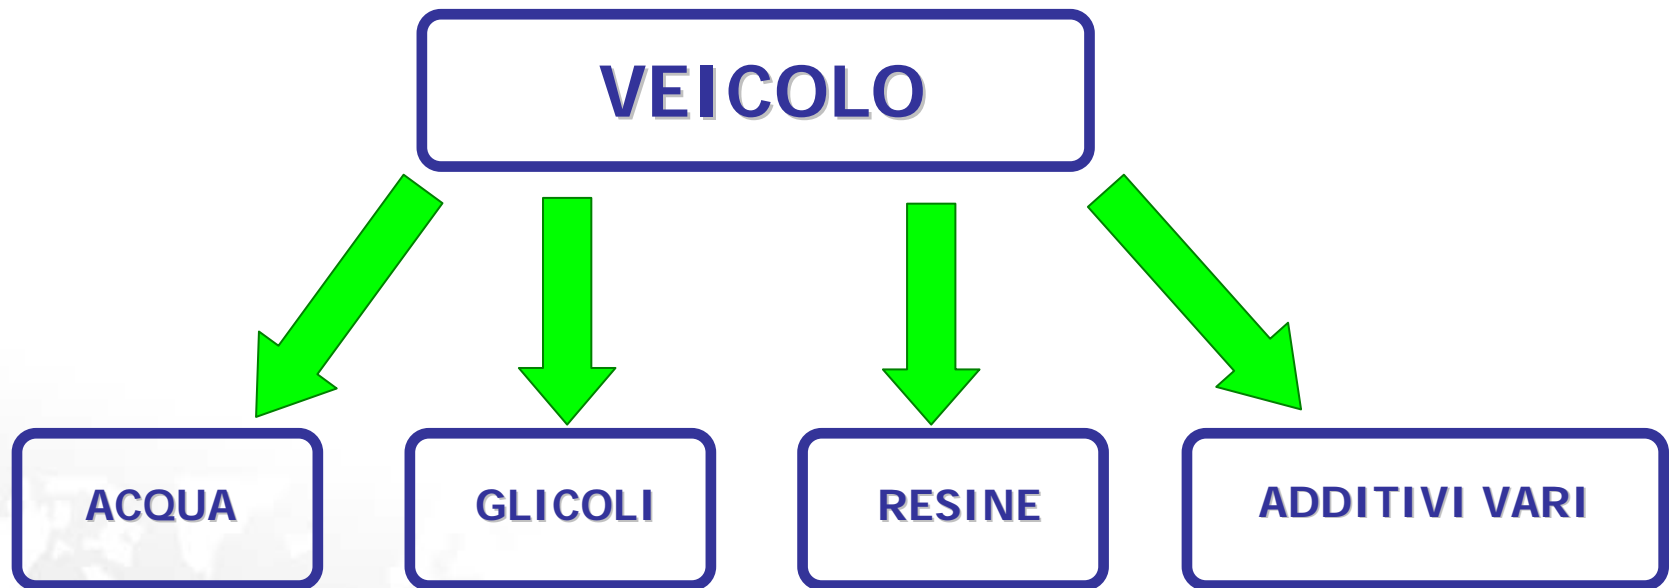 VEICOLO
ACQUA
GLICOLI
RESINE
ADDITIVI VARI